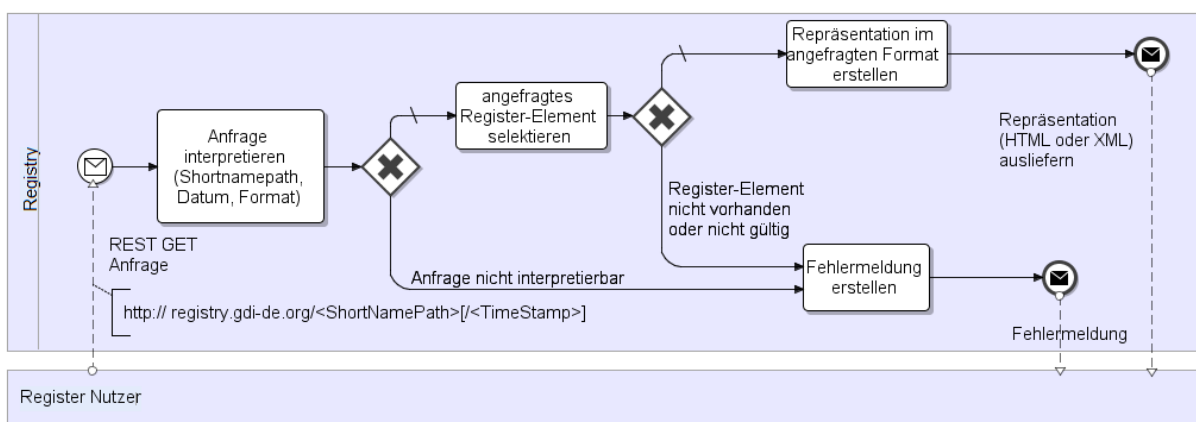 Registry
Anfrage
interpretieren
(Shortnamepath,
Datum, Format)
REST GET
Anfrage
http:// registry.gdi-de.org/<ShortNamePath>[/<TimeStamp>]
angefragtes
Register-Element
selektieren
Repräsentation im
angefragten Format
erstellen
Repräsentation
(HTML oder XML)
ausliefern
Register-Element
nicht vorhanden
oder nicht gültig
Anfrage nicht interpretierbar
Fehlermeldung
erstellen
Fehlermeldung
Register Nutzer